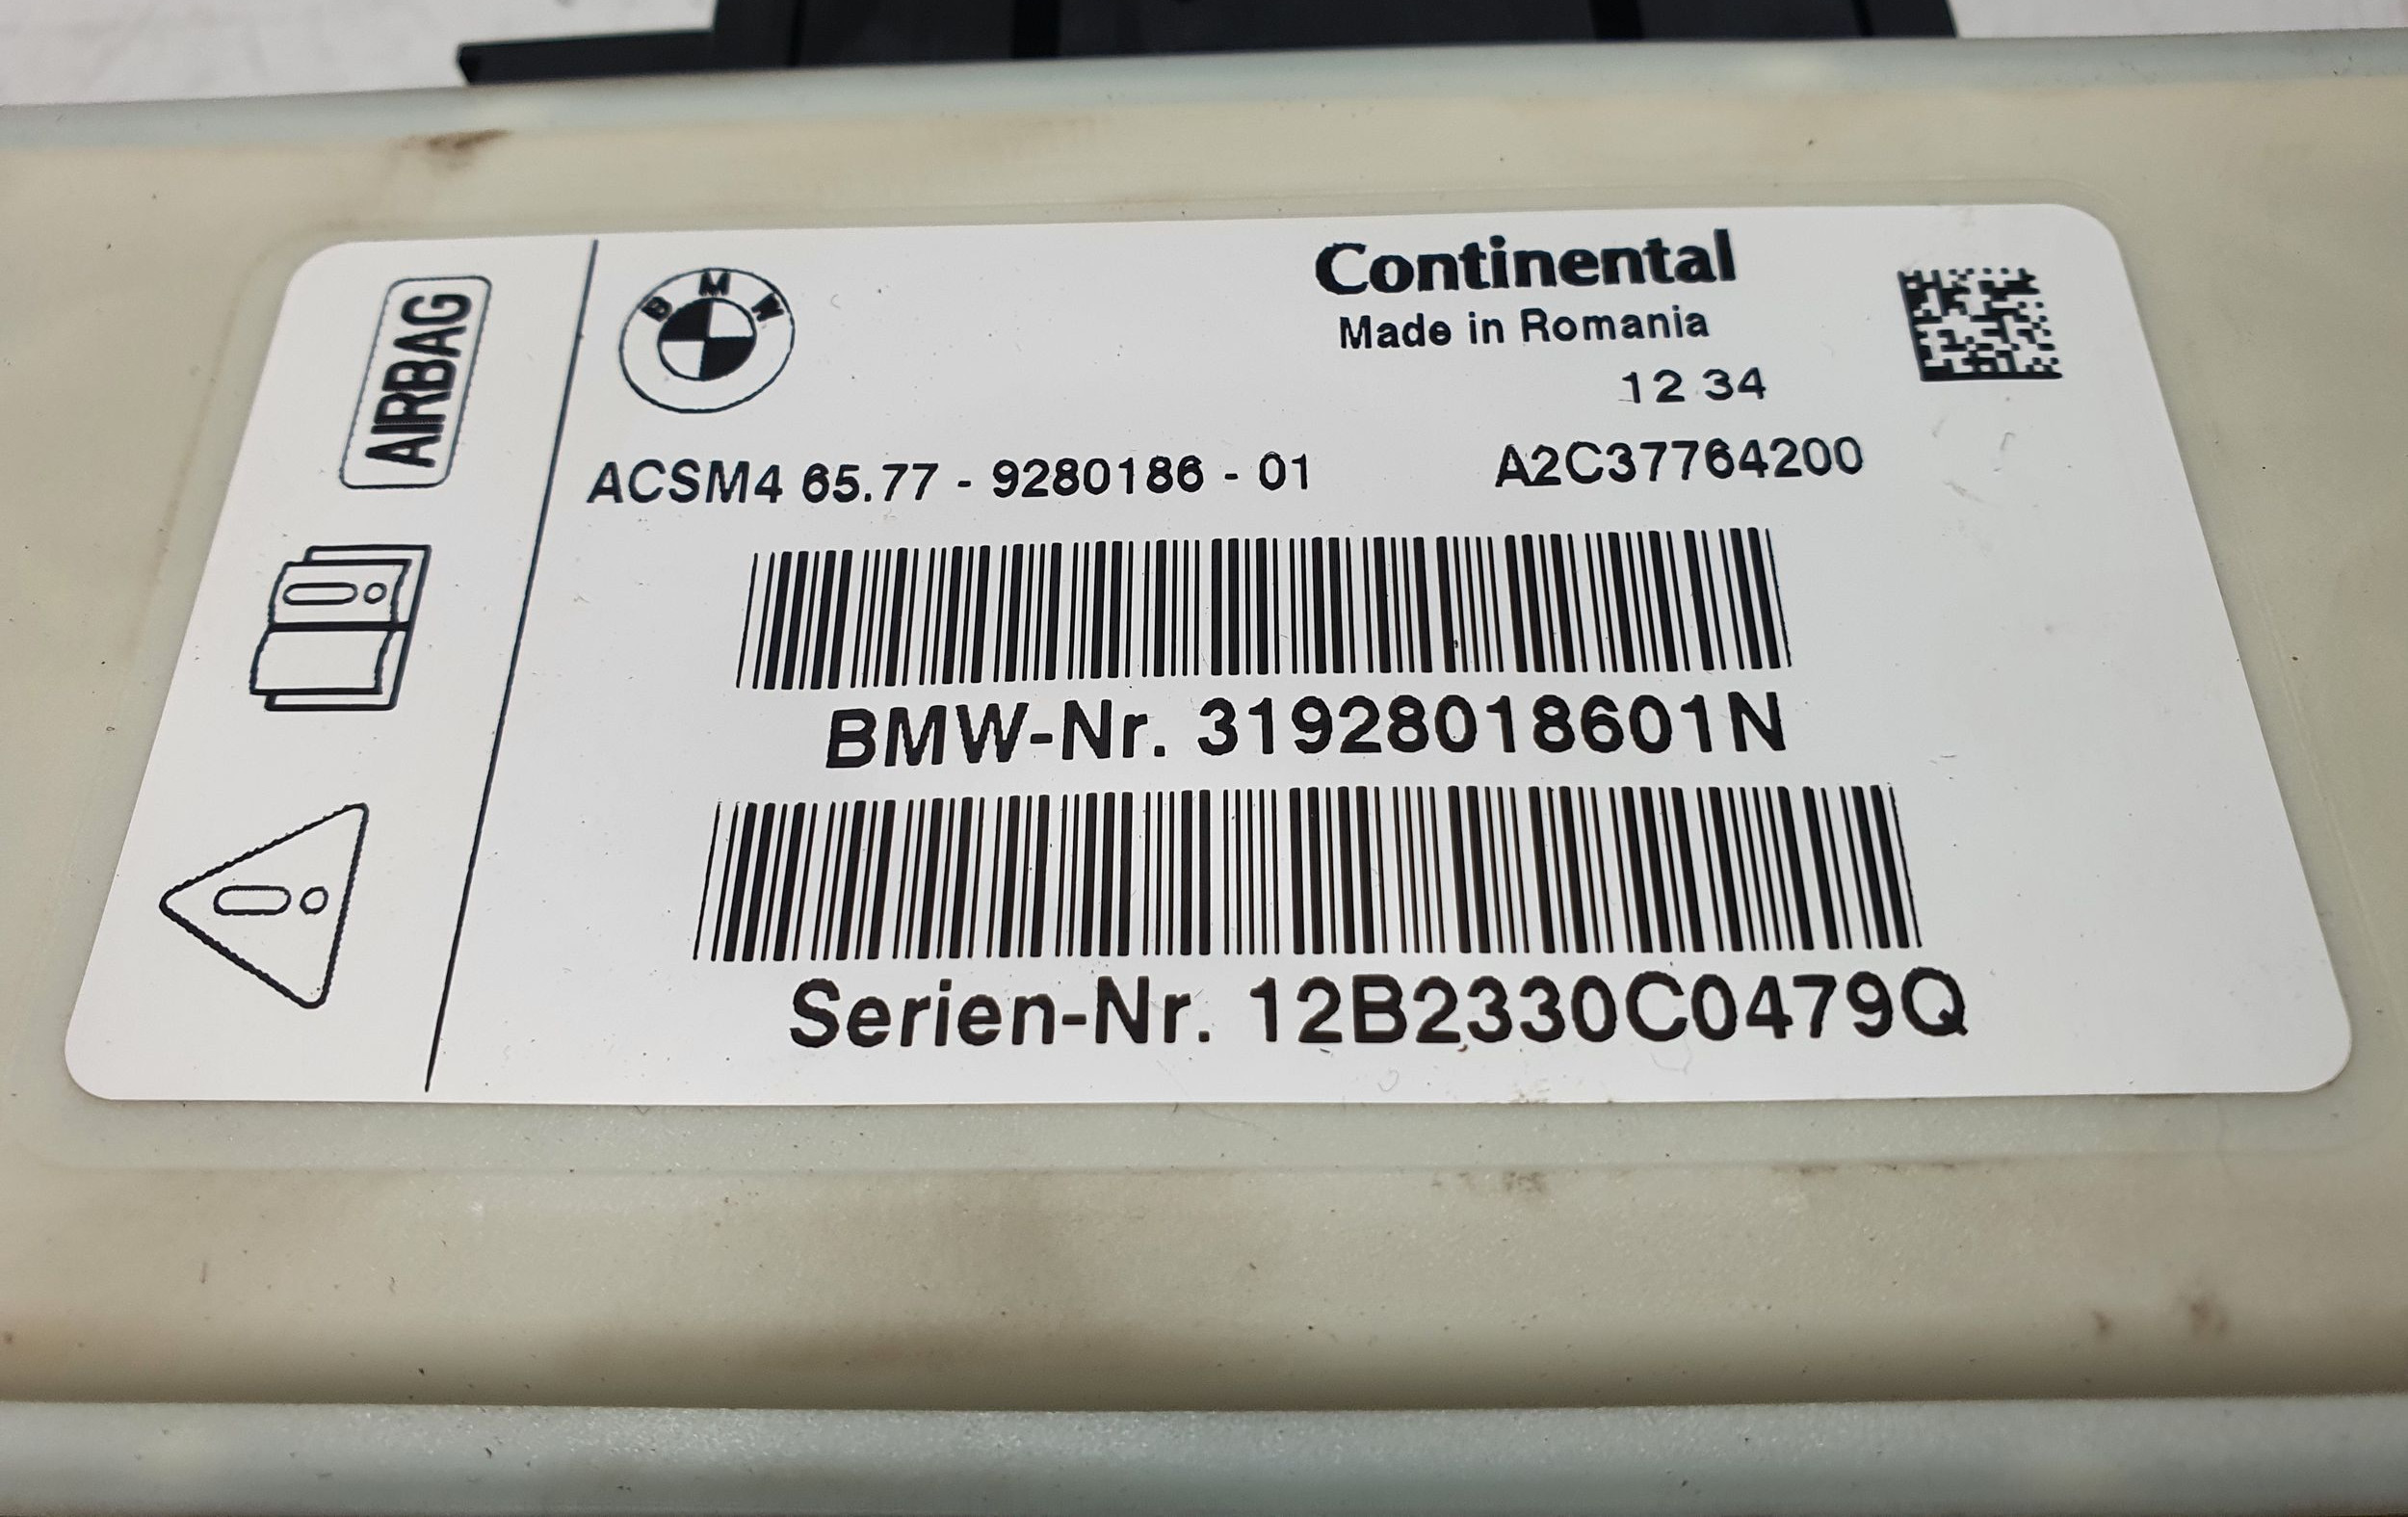 AIRBAG
BMW
Continental
Made in Romania
12 34
ACSM4 65.77 - 9280186 - 01 A2C37764200
BMW-Nr. 31928018601N
Serien-Nr. 12B2330C0479Q